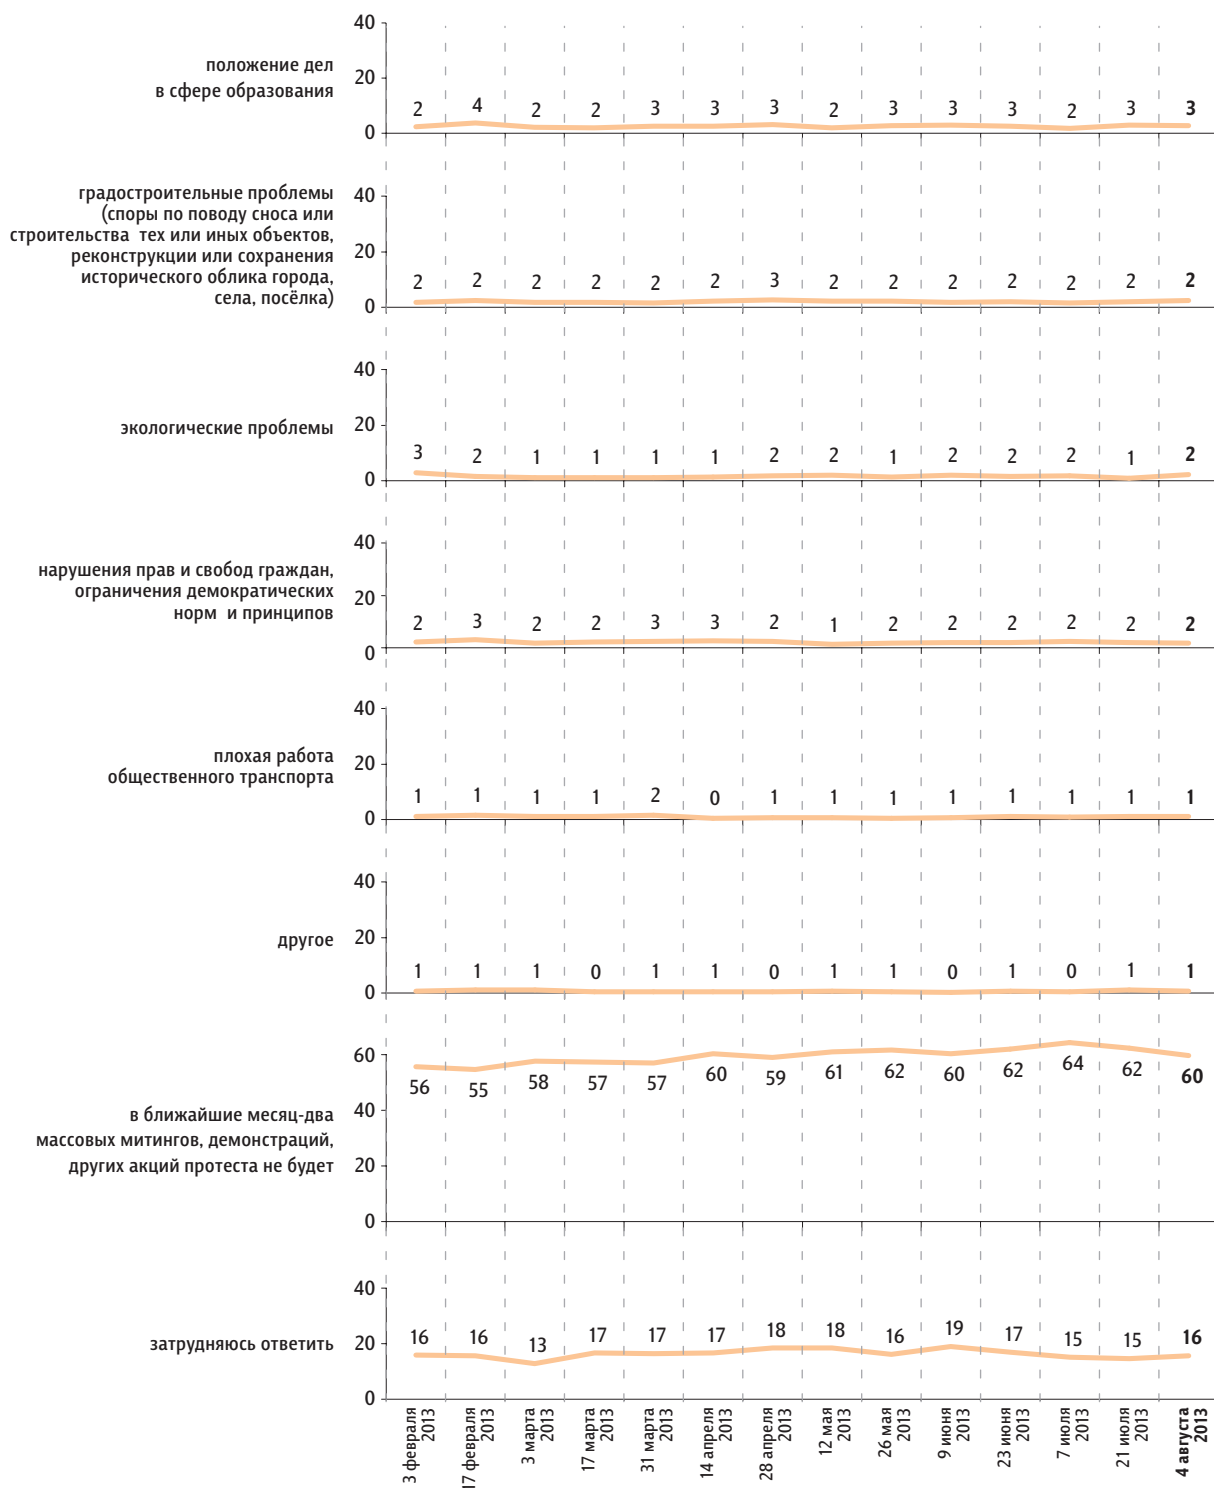 40
положение дел
в сфере образования
20
2 4 2 2 3 3 3 2 3 3 3 2 3 3
0
градостроительные проблемы
(споры по поводу сноса или
строительства тех или иных объектов,
реконструкции или сохранения
исторического облика города,
села, посёлка)
40
20
2 2 2 2 2 2 3 2 2 2 2 2 2 2
0
40
экологические проблемы
20
3 2 1 1 1 1 2 2 1 2 2 2 1 2
0
40
нарушения прав и свобод граждан,
ограничения демократических
норм и принципов
20
2 3 2 2 3 3 2 1 2 2 2 2 2 2
0
40
плохая работа
общественного транспорта
20
1 1 1 1 2 0 1 1 1 1 1 1 1 1
0
40
другое
20
1 1 1 0 1 1 0 1 1 0 1 0 1 1
0
60
56 55 58 57 57 60 59 61 62 60 62 64 62 60
в ближайшие месяц-два
массовых митингов, демонстраций,
других акций протеста не будет
40
20
0
40
затрудняюсь ответить
20
16 16 13 17 17 17 18 18 16 19 17 15 15 16
0
3 февраля
2013
17 февраля
2013
3 марта
2013
17 марта
2013
31 марта
2013
14 апреля
2013
28 апреля
2013
12 мая
2013
26 мая
2013
9 июня
2013
23 июня
2013
7 июля
2013
21 июля
2013
4 августа
2013